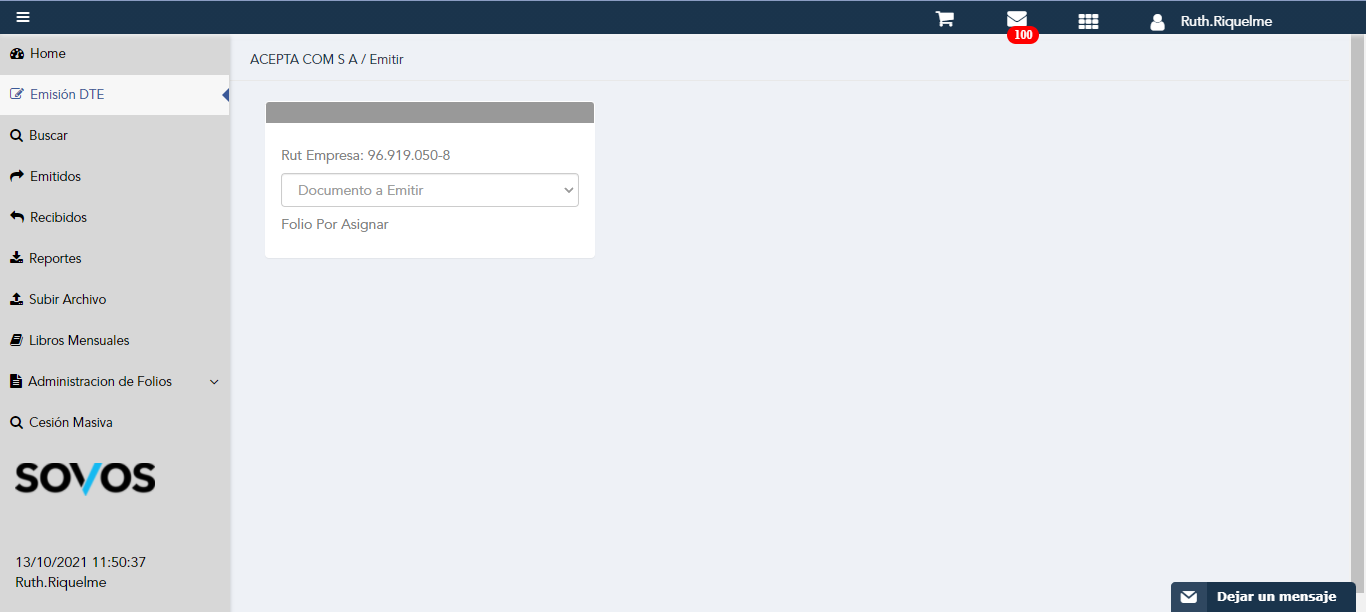 100
Ruth.Riquelme
Home
Emisión DTE
Buscar
Emitidos
Recibidos
Reportes
Subir Archivo
Libros Mensuales
Administracion de Folios
Cesión Masiva
SOVOS
13/10/2021 11:50:37
Ruth.Riquelme
ACEPTA COM S A / Emitir
Rut Empresa: 96.919.050-8
Documento a Emitir
Folio Por Asignar
Dejar un mensaje